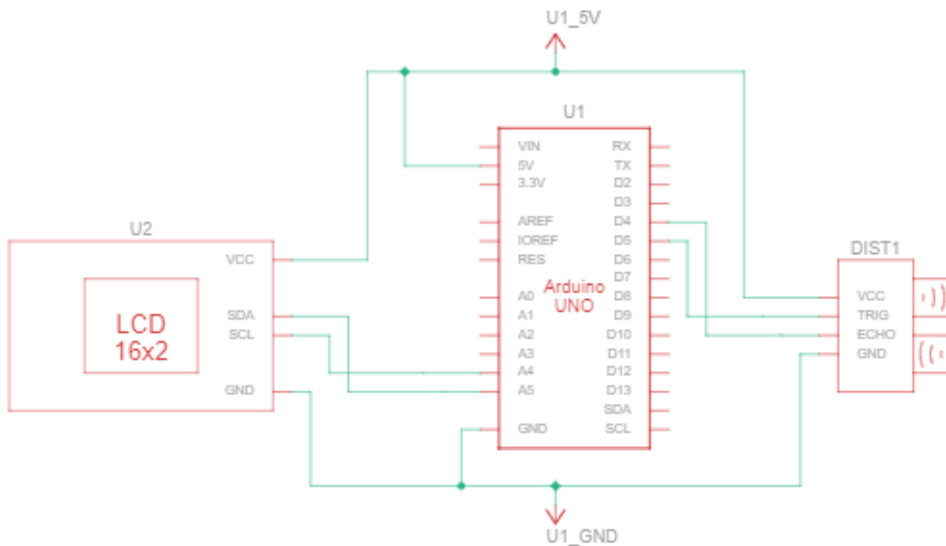 U1_5V
U1
VIN
5V
3.3V
AREF
IOREF
RES
A0
A1
A2
A3
A4
A5
GND
RX
TX
D2
D3
D4
D5
D6
D7
D8
D9
D10
D11
D12
D13
SDA
SCL
Arduino
UNO
U2
VCC
SDA
SCL
GND
LCD
16x2
DIST1
VCC
TRIG
ECHO
GND
U1_GND